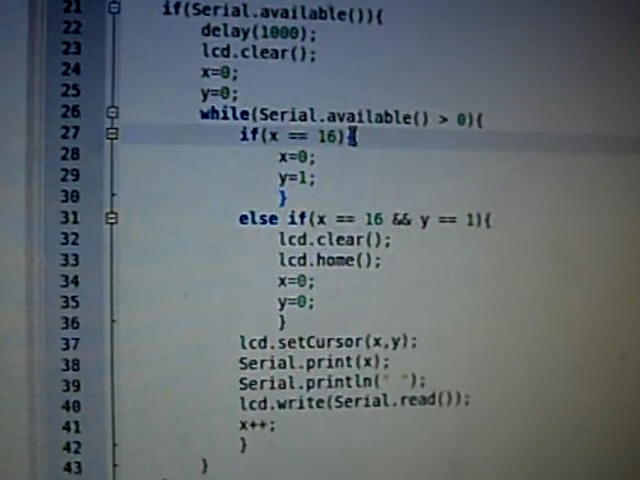 21 if(Serial.available()){
22 delay(1000);
23 lcd.clear();
24 x=0;
25 y=0;
26 while(Serial.available() > 0){
27 if(x == 16){
28 x=0;
29 y=1;
30 }
31 else if(x == 16 && y == 1){
32 lcd.clear();
33 lcd.home();
34 x=0;
35 y=0;
36 }
37 lcd.setCursor(x,y);
38 Serial.print(x);
39 Serial.println(" ");
40 lcd.write(Serial.read());
41 x++;
42 }
43 }